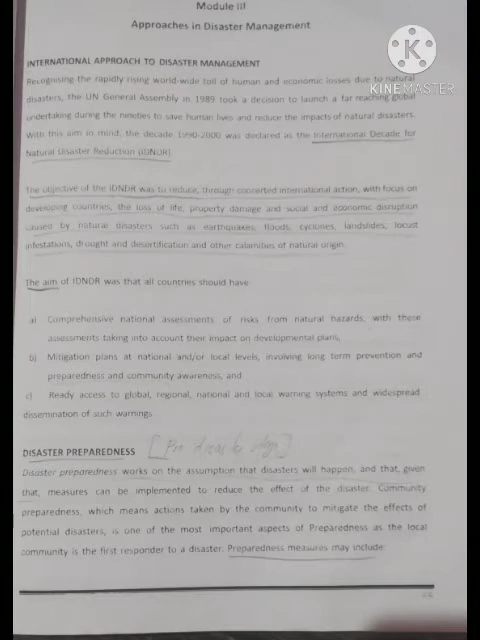 Module III
Approaches in Disaster Management
K
KINEMASTER
INTERNATIONAL APPROACH TO DISASTER MANAGEMENT
Recognising the rapidly rising world-wide toll of human and economic losses due to natural
disasters, the UN General Assembly in 1989 took a decision to launch a far reaching global
undertaking during the nineties to save human lives and reduce the impacts of natural disasters.
With this aim in mind, the decade 1990-2000 was declared as the International Decade for
Natural Disaster Reduction (IDNDR)
The objective of the IDNDR was to reduce, through concerted international action, with focus on
developing countries, the loss of life, property damage and social and economic disruption
caused by natural disasters such as earthquakes, floods, cyclones, landslides, locust
infestations, drought and desertification and other calamities of natural origin.
The aim of IDNDR was that all countries should have
a) Comprehensive national assessments of risks from natural hazards, with these
assessments taking into account their impact on developmental plans,
b) Mitigation plans at national and/or local levels, involving long term prevention and
preparedness and community awareness, and
c) Ready access to global, regional, national and local warning systems and widespread
dissemination of such warnings
DISASTER PREPAREDNESS [Pre disaster stage]
Disaster preparedness works on the assumption that disasters will happen, and that, given
that, measures can be implemented to reduce the effect of the disaster. Community
preparedness, which means actions taken by the community to mitigate the effects of
potential disasters, is one of the most important aspects of Preparedness as the local
community is the first responder to a disaster. Preparedness measures may include: